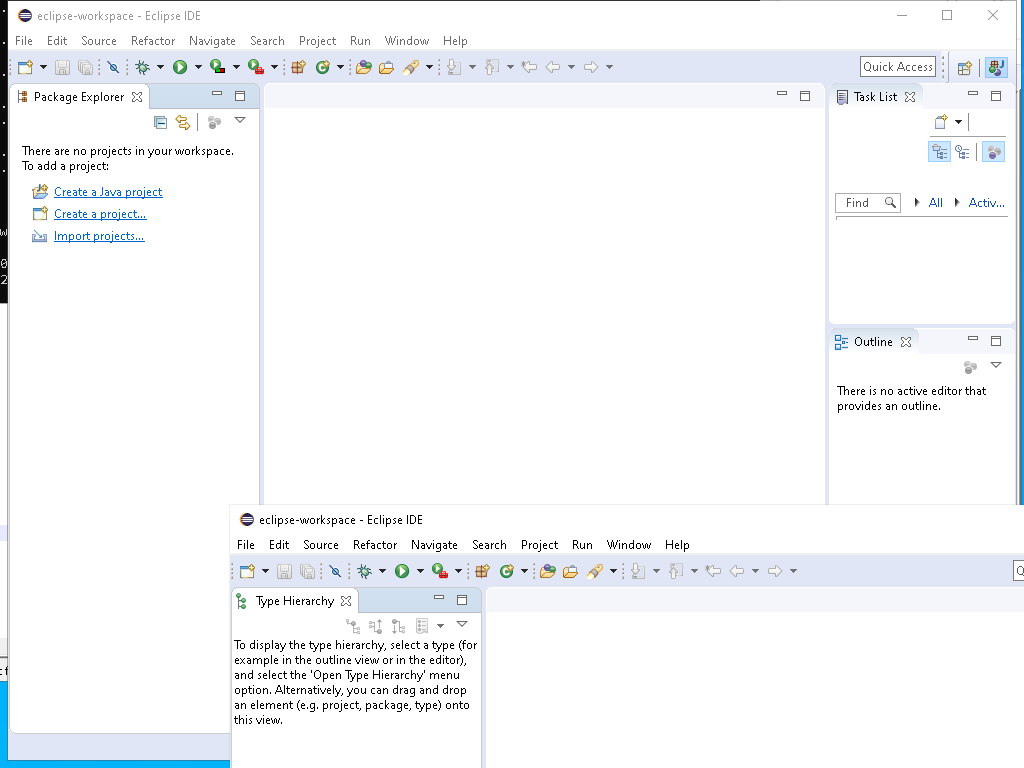 eclipse-workspace - Eclipse IDE
File Edit Source Refactor Navigate Search Project Run Window Help
Quick Access
Package Explorer
Task List
There are no projects in your workspace.
To add a project:
Create a Java project
Create a project...
Import projects...
Find All Activ...
Outline
There is no active editor that
provides an outline.
eclipse-workspace - Eclipse IDE
File Edit Source Refactor Navigate Search Project Run Window Help
Type Hierarchy
To display the type hierarchy, select a type (for
example in the outline view or in the editor),
and select the 'Open Type Hierarchy' menu
option. Alternatively, you can drag and drop
an element (e.g. project, package, type) onto
this view.